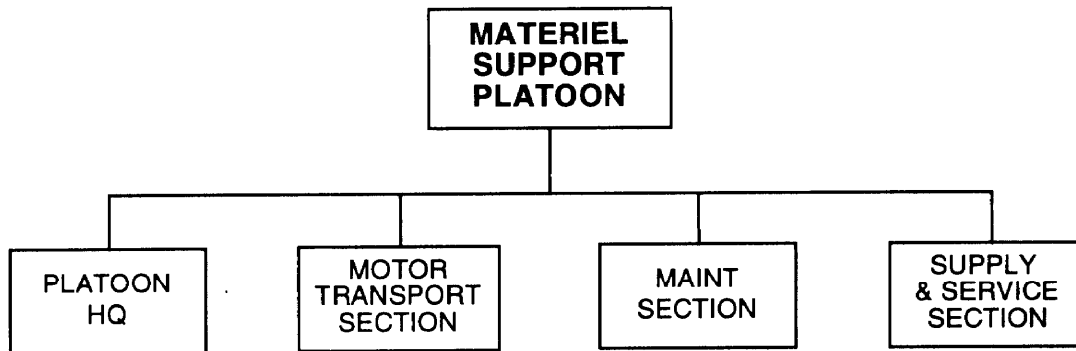 MATERIEL
SUPPORT
PLATOON
PLATOON
HQ
MOTOR
TRANSPORT
SECTION
MAINT
SECTION
SUPPLY
& SERVICE
SECTION